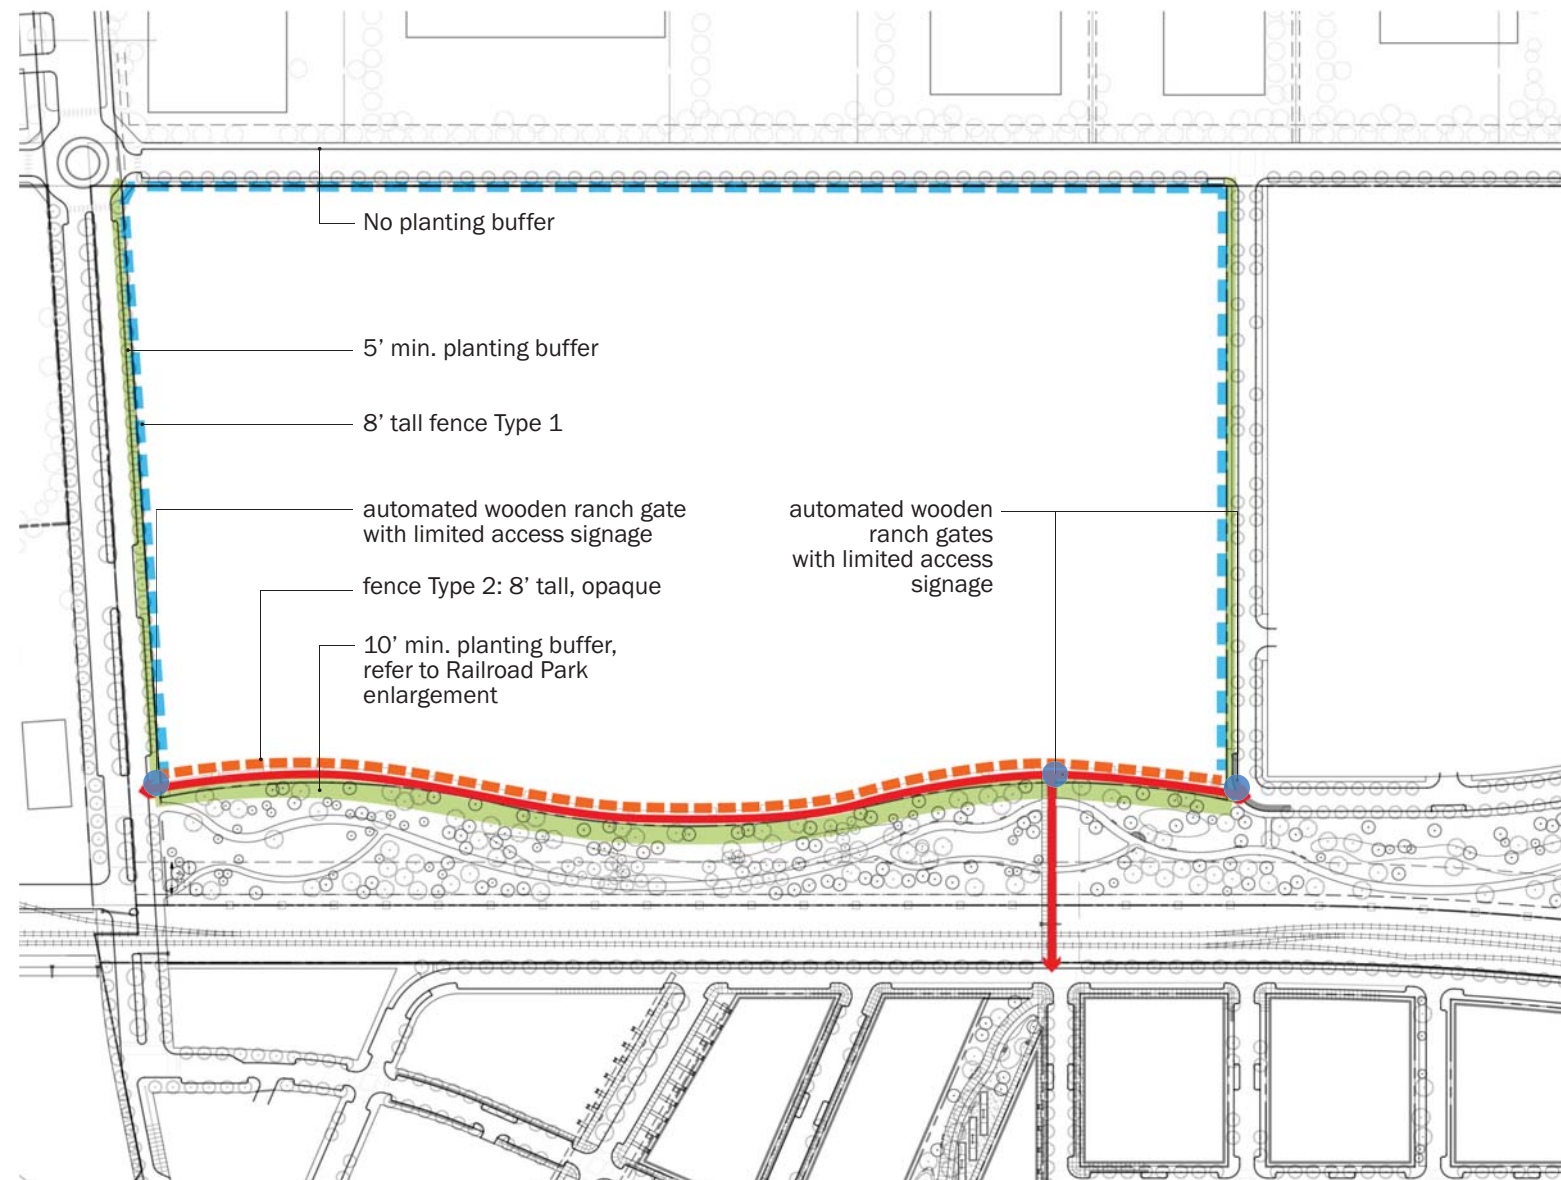 No planting buffer
5’ min. planting buffer
8’ tall fence Type 1
automated wooden ranch gate
with limited access signage
fence Type 2: 8’ tall, opaque
10’ min. planting buffer,
refer to Railroad Park
enlargement
automated wooden
ranch gates
with limited access
signage